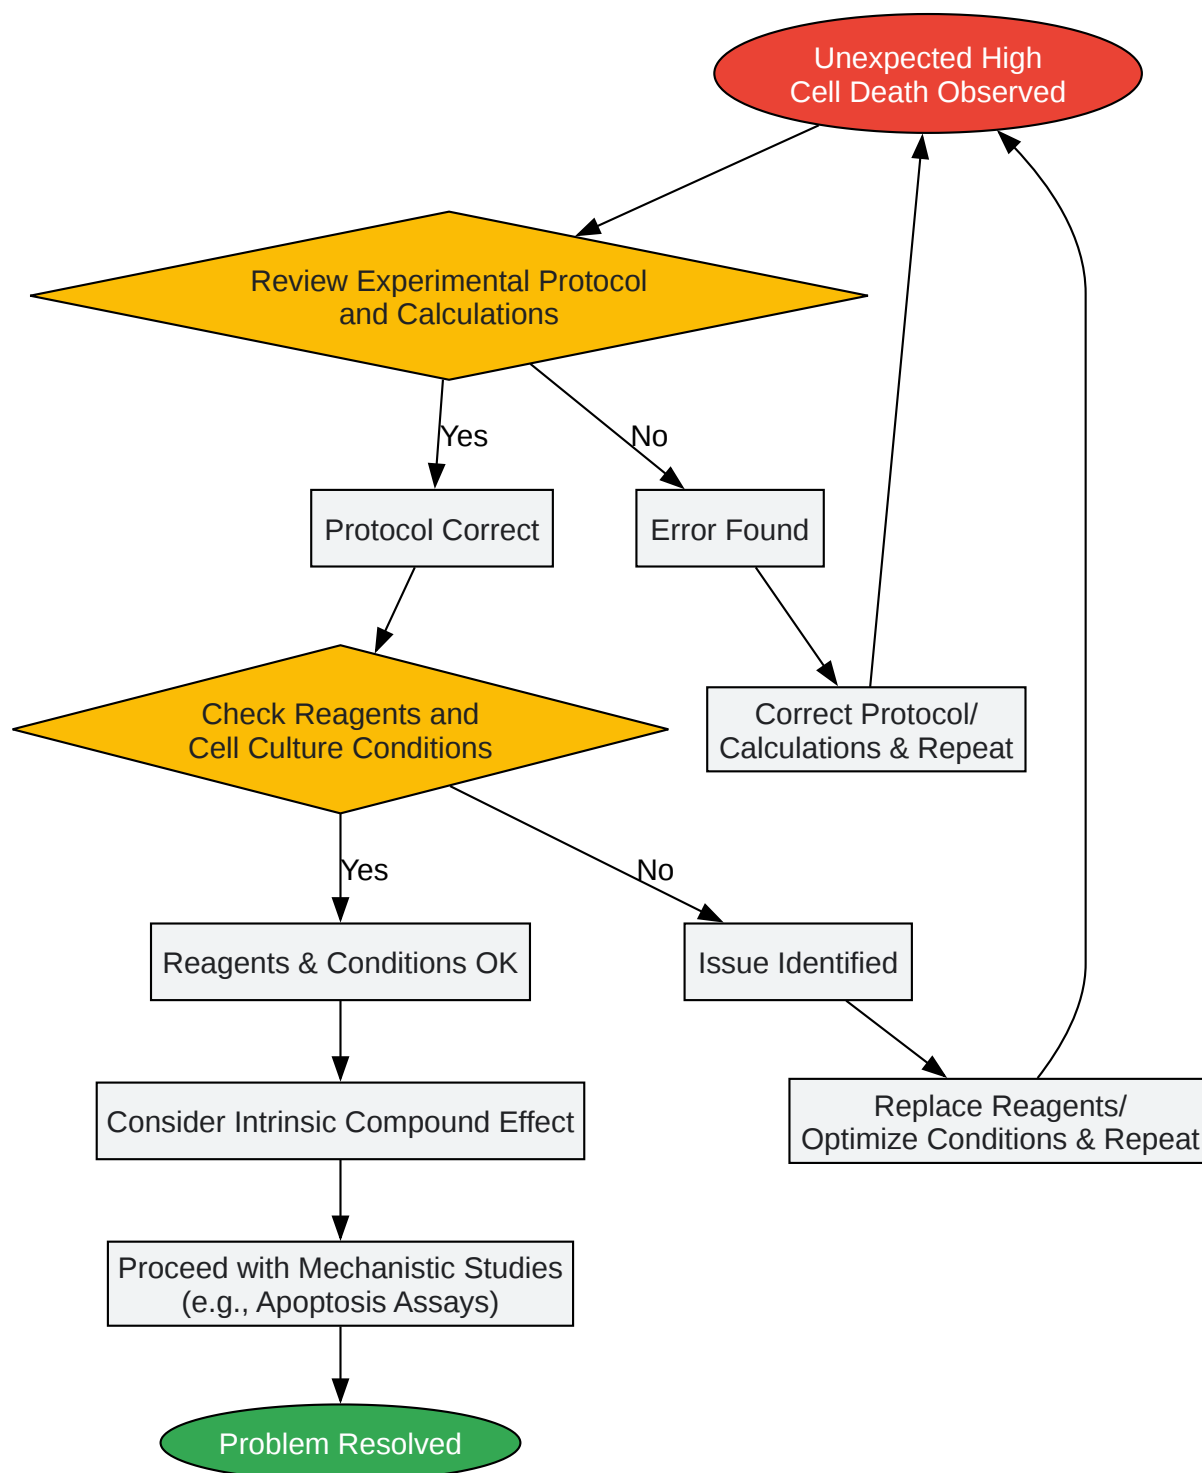 Unexpected High
Cell Death Observed
Review Experimental Protocol
and Calculations
Yes
No
Protocol Correct
Error Found
Check Reagents and
Cell Culture Conditions
Correct Protocol/
Calculations & Repeat
Yes
No
Reagents & Conditions OK
Issue Identified
Consider Intrinsic Compound Effect
Replace Reagents/
Optimize Conditions & Repeat
Proceed with Mechanistic Studies
(e.g., Apoptosis Assays)
Problem Resolved